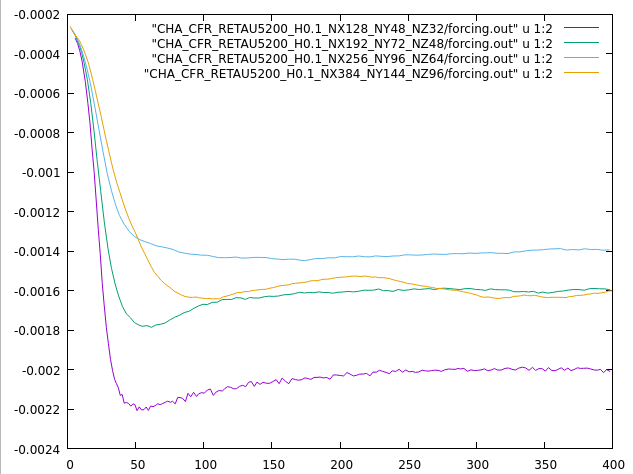 -0.0002
-0.0004
-0.0006
-0.0008
-0.001
-0.0012
-0.0014
-0.0016
-0.0018
-0.002
-0.0022
-0.0024
0 50 100 150 200 250 300 350 400
"CHA_CFR_RETAU5200_H0.1_NX128_NY48_NZ32/forcing.out" u 1:2
"CHA_CFR_RETAU5200_H0.1_NX192_NY72_NZ48/forcing.out" u 1:2
"CHA_CFR_RETAU5200_H0.1_NX256_NY96_NZ64/forcing.out" u 1:2
"CHA_CFR_RETAU5200_H0.1_NX384_NY144_NZ96/forcing.out" u 1:2